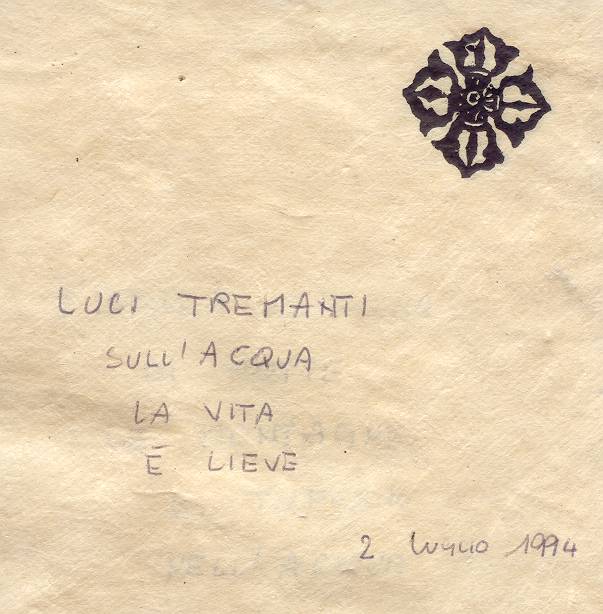 LUCI TREMANTI
SULL'ACQUA
LA VITA
È LIEVE
2 LUGLIO 1994